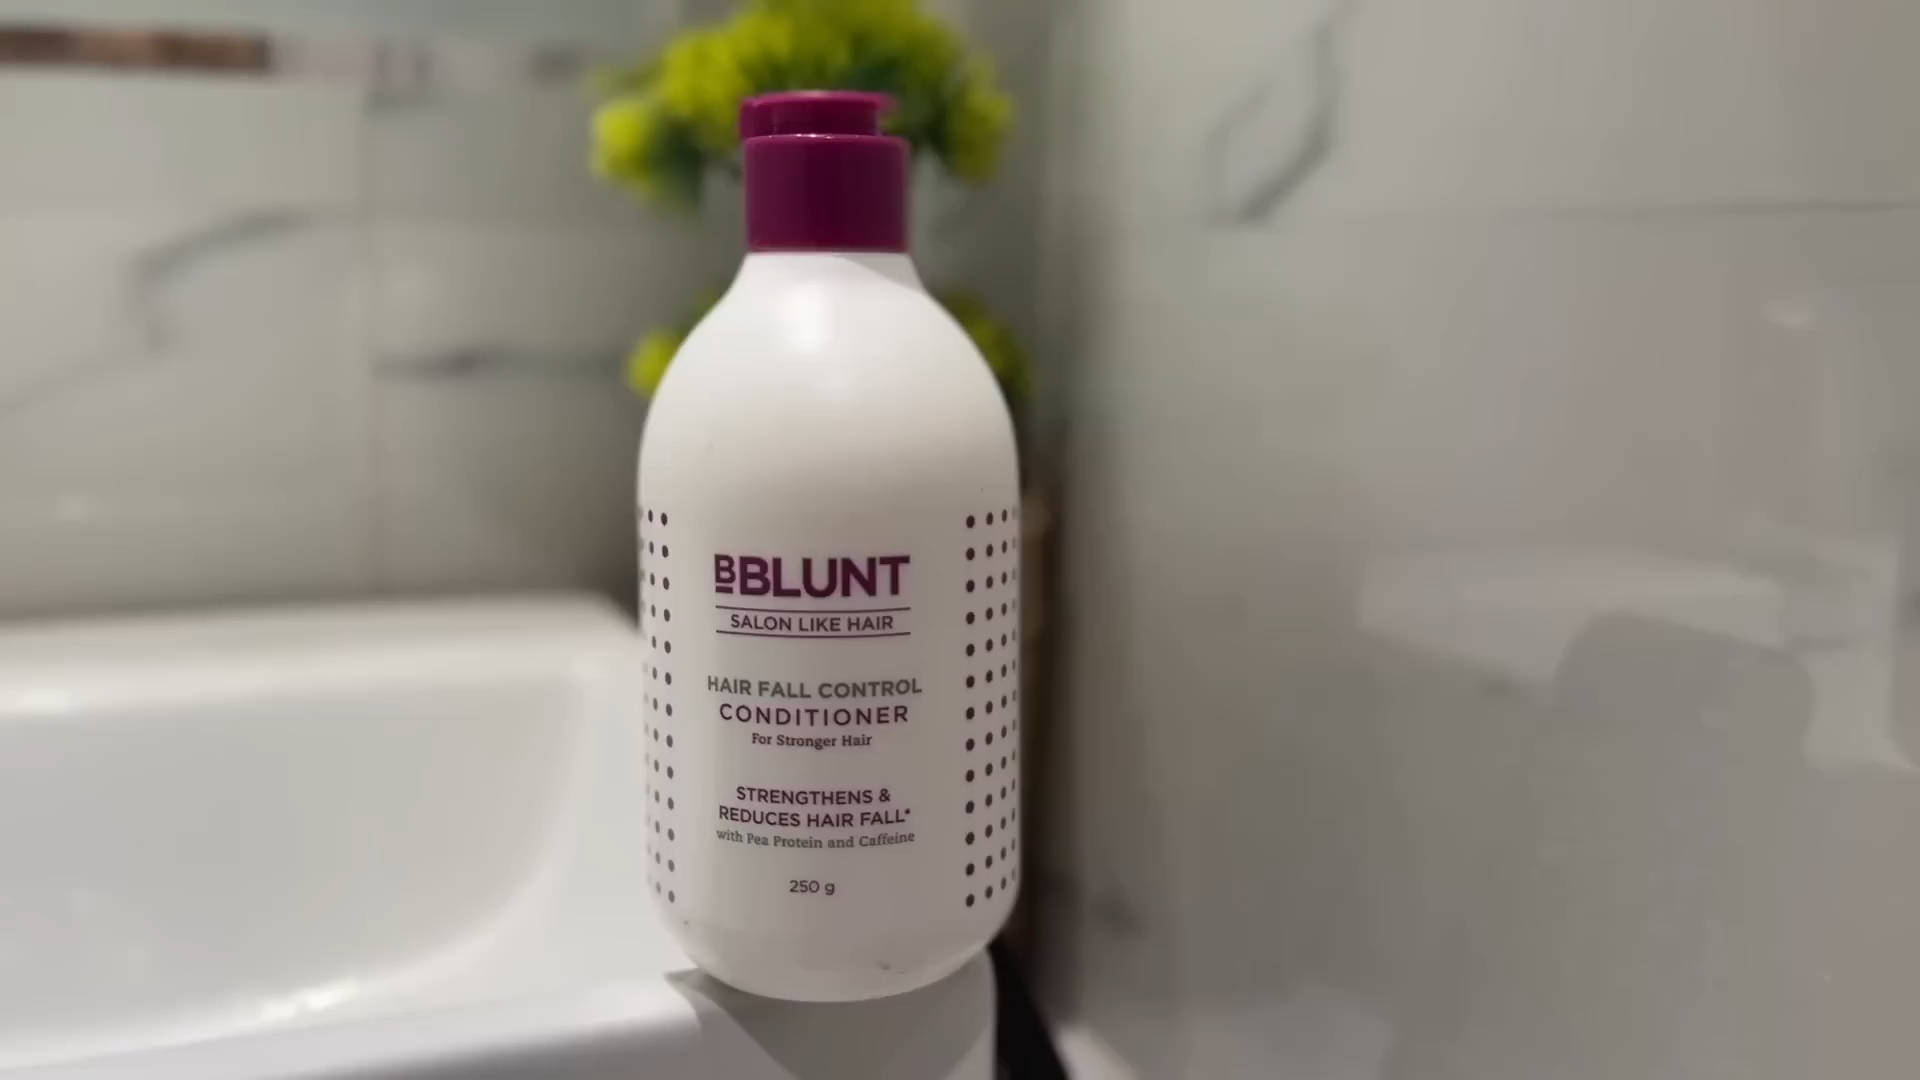 BBLUNT
SALON LIKE HAIR
HAIR FALL CONTROL
CONDITIONER
For Stronger Hair
STRENGTHENS &
REDUCES HAIR FALL*
with Pea Protein and Caffeine
250 g